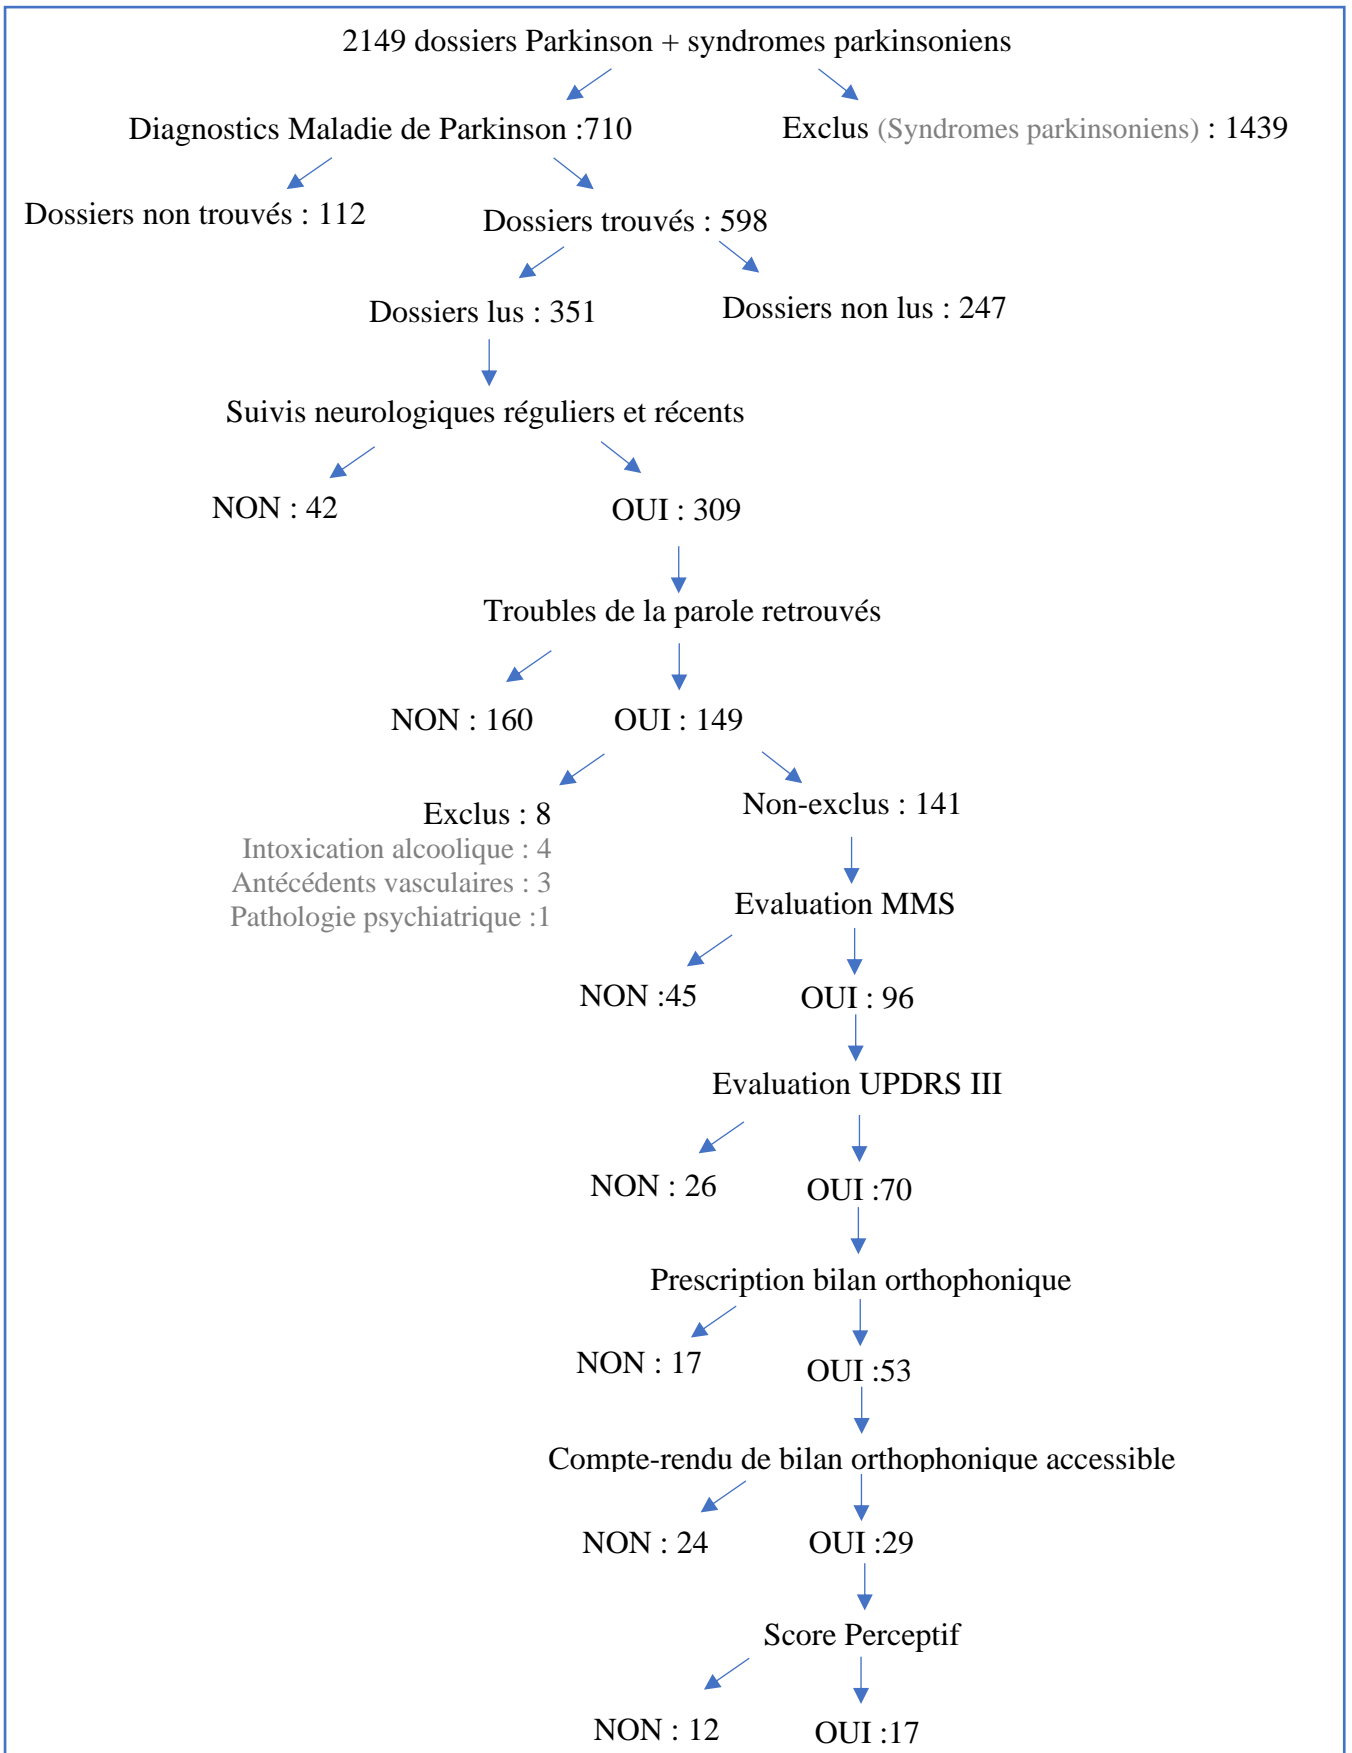 2149 dossiers Parkinson + syndromes parkinsoniens
Diagnostics Maladie de Parkinson :710
Exclus (Syndromes parkinsoniens) : 1439
Dossiers non trouvés : 112
Dossiers trouvés : 598
Dossiers lus : 351
Dossiers non lus : 247
Suivis neurologiques réguliers et récents
NON : 42
OUI : 309
Troubles de la parole retrouvés
NON : 160
OUI : 149
Exclus : 8
Intoxication alcoolique : 4
Antécédents vasculaires : 3
Pathologie psychiatrique :1
Non-exclus : 141
Evaluation MMS
NON :45
OUI : 96
Evaluation UPDRS III
NON : 26
OUI :70
Prescription bilan orthophonique
NON : 17
OUI :53
Compte-rendu de bilan orthophonique accessible
NON : 24
OUI :29
Score Perceptif
NON : 12
OUI :17